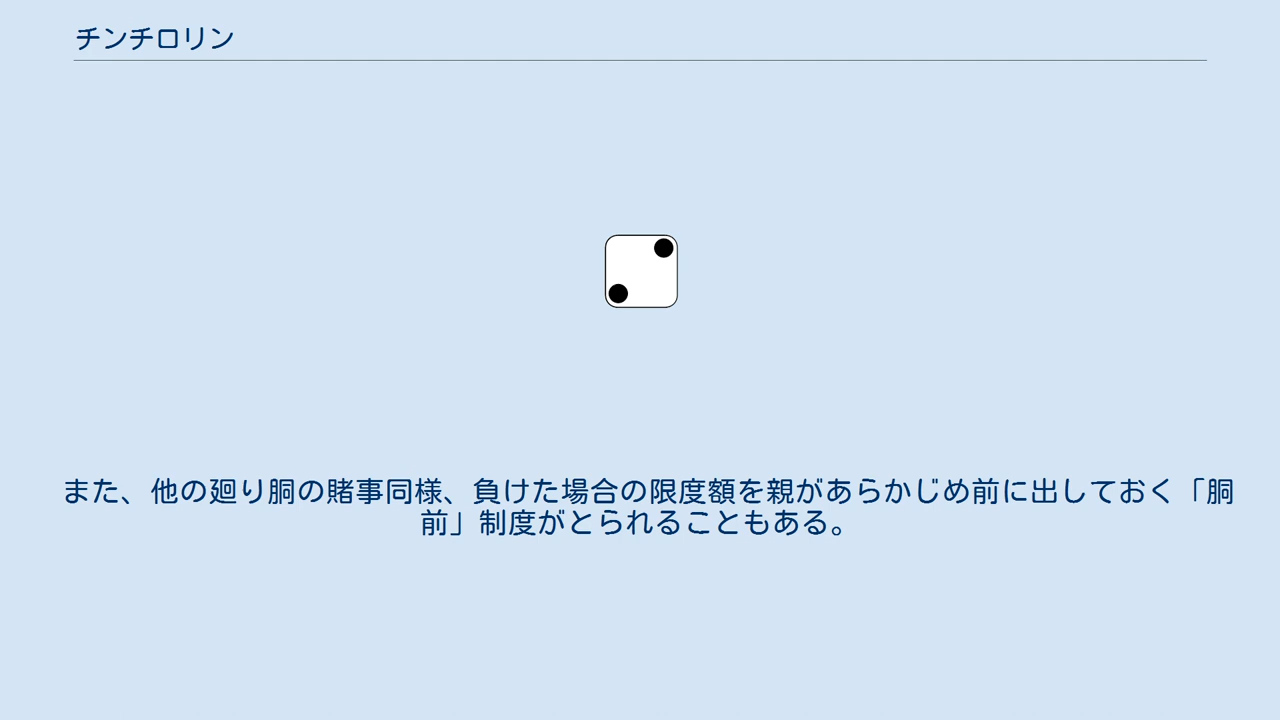 チンチロリン
また、他の廻り胴の賭事同様、負けた場合の限度額を親があらかじめ前に出しておく「胴
前」制度がとられることもある。